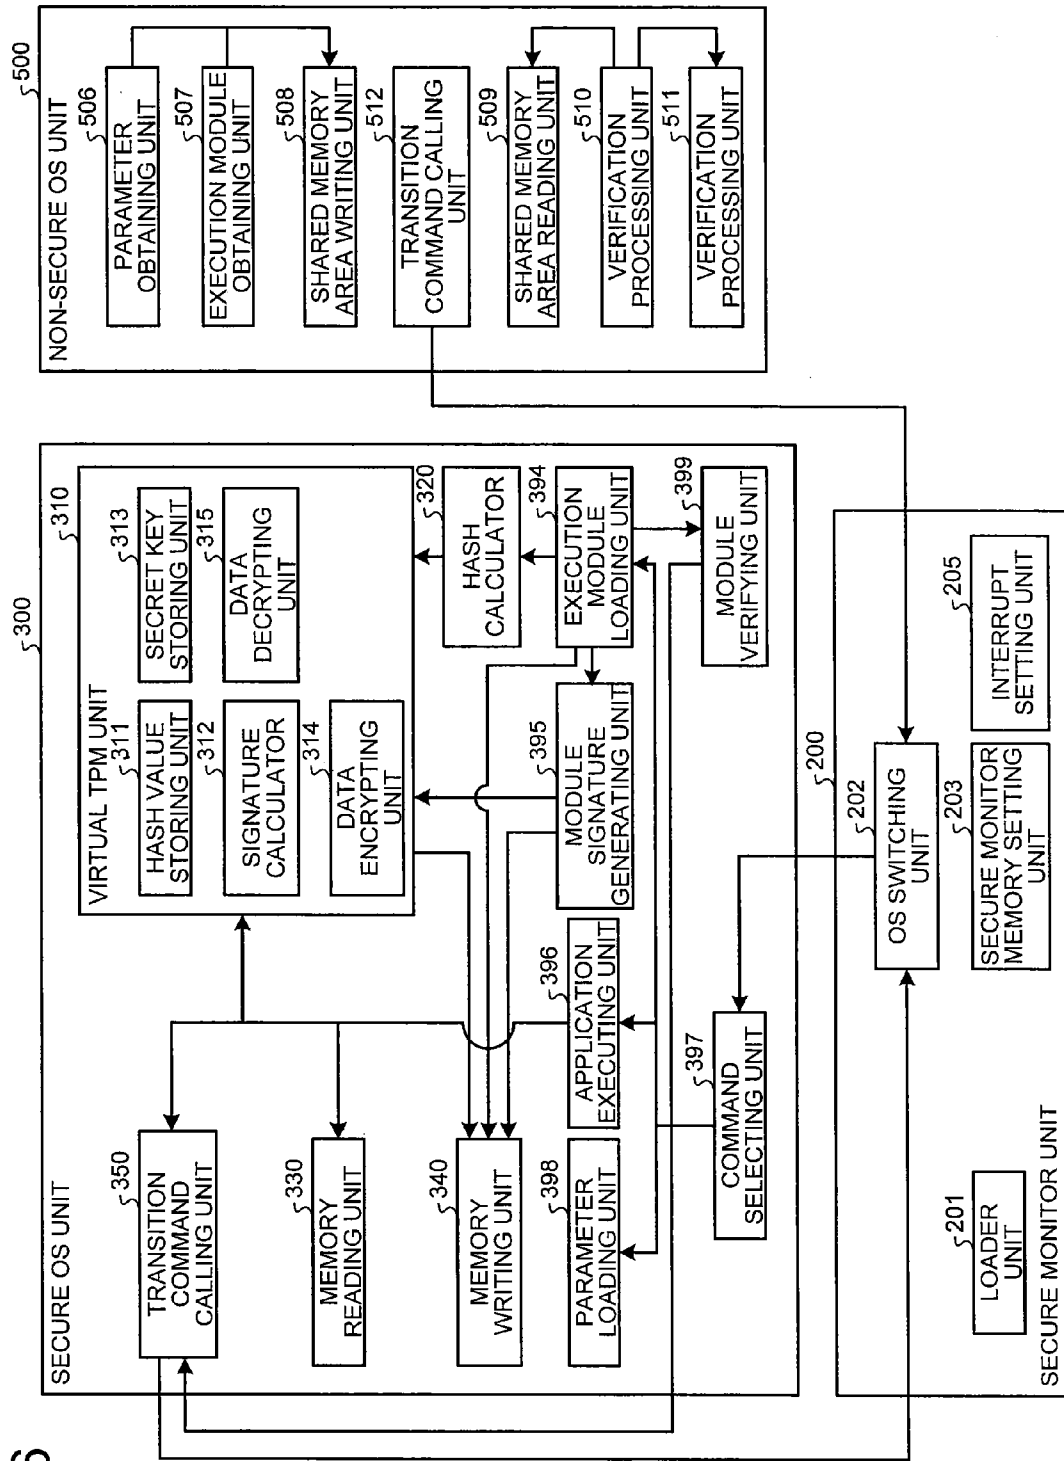 6
SECURE OS UNIT
300
350
TRANSITION
COMMAND
CALLING UNIT
330
MEMORY
READING UNIT
340
MEMORY
WRITING UNIT
398
PARAMETER
LOADING UNIT
396
APPLICATION
EXECUTING UNIT
397
COMMAND
SELECTING UNIT
310
VIRTUAL TPM UNIT
311
HASH VALUE
STORING UNIT
313
SECRET KEY
STORING UNIT
312
SIGNATURE
CALCULATOR
315
DATA
DECRYPTING
UNIT
314
DATA
ENCRYPTING
UNIT
320
HASH
CALCULATOR
395
MODULE
SIGNATURE
GENERATING UNIT
394
EXECUTION
MODULE
LOADING UNIT
399
MODULE
VERIFYING UNIT
500
NON-SECURE OS UNIT
506
PARAMETER
OBTAINING UNIT
507
EXECUTION MODULE
OBTAINING UNIT
508
SHARED MEMORY
AREA WRITING UNIT
512
TRANSITION
COMMAND CALLING
UNIT
509
SHARED MEMORY
AREA READING UNIT
510
VERIFICATION
PROCESSING UNIT
511
VERIFICATION
PROCESSING UNIT
200
202
OS SWITCHING
UNIT
201
LOADER
UNIT
203
SECURE MONITOR
MEMORY SETTING
UNIT
205
INTERRUPT
SETTING UNIT
SECURE MONITOR UNIT